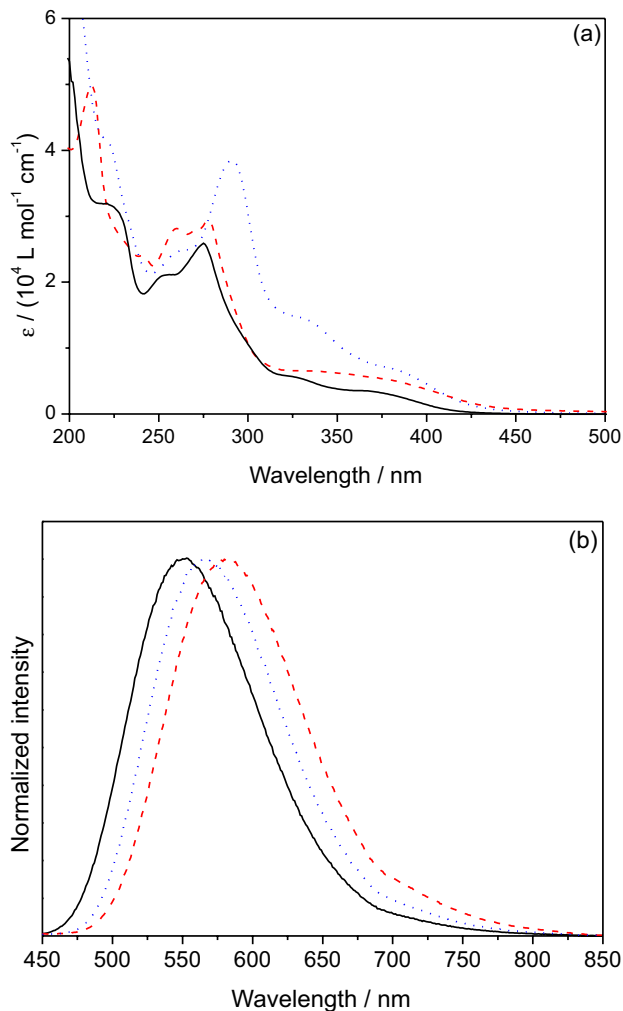 (a)
6
4
2
0
ε / (10⁴ L mol⁻¹ cm⁻¹)
200 250 300 350 400 450 500
Wavelength / nm
(b)
Normalized intensity
450 500 550 600 650 700 750 800 850
Wavelength / nm